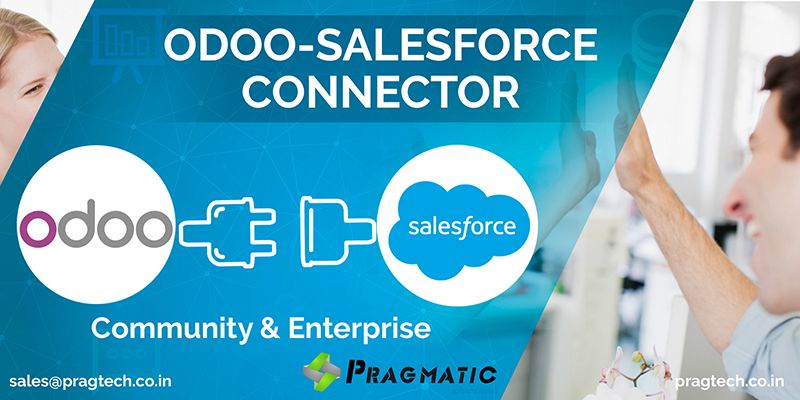 ODOO-SALESFORCE
CONNECTOR
odoo
salesforce
Community & Enterprise
PRAGMATIC
sales@pragtech.co.in
pragtech.co.in